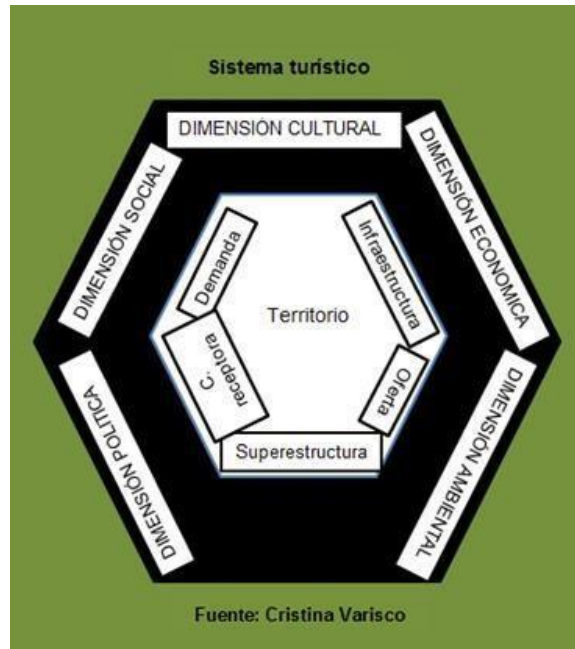 Sistema turístico
DIMENSIÓN CULTURAL
DIMENSIÓN SOCIAL
DIMENSIÓN ECONOMICA
Demanda
Infraestructura
Territorio
C.
receptora
Oferta
Superestructura
DIMENSIÓN POLITICA
DIMENSIÓN AMBIENTAL
Fuente: Cristina Varisco